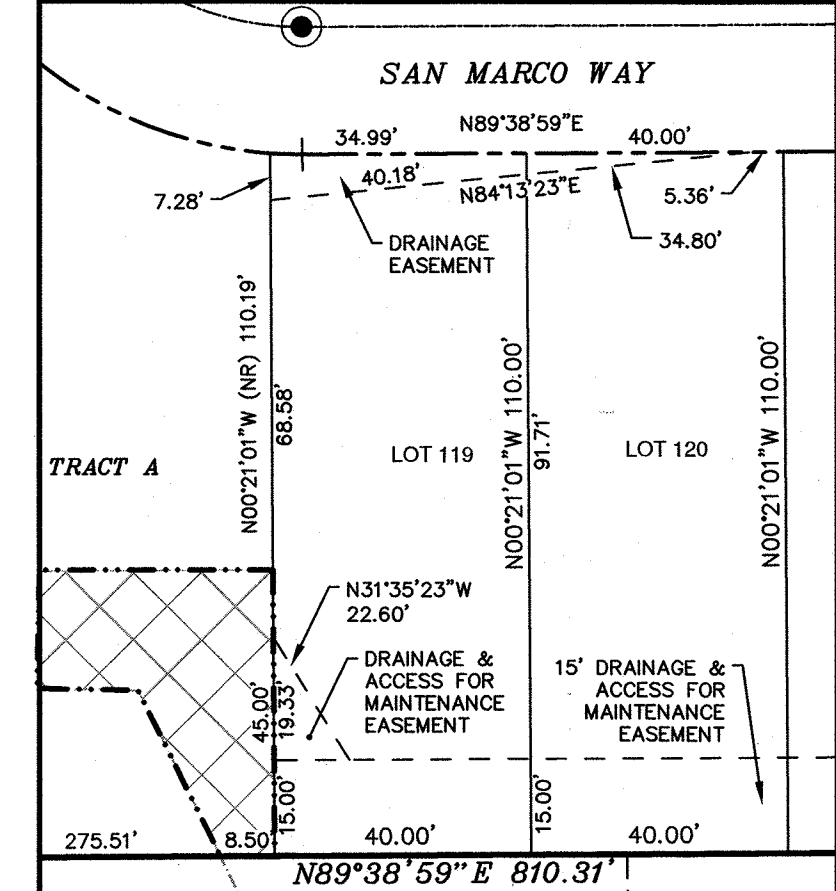 SAN MARCO WAY
34.99'
N89°38'59"E
40.00'
7.28'
40.18'
N84°13'23"E
5.36'
34.80'
DRAINAGE
EASEMENT
N00°21'01"W (NR) 110.19'
68.58'
N00°21'01"W 110.00'
91.71'
N00°21'01"W 110.00'
LOT 119
LOT 120
TRACT A
N31°35'23"W
22.60'
DRAINAGE &
ACCESS FOR
MAINTENANCE
EASEMENT
15' DRAINAGE &
ACCESS FOR
MAINTENANCE
EASEMENT
45.00'
19.33'
15.00'
15.00'
275.51'
8.50'
40.00'
40.00'
N89°38'59"E 810.31'